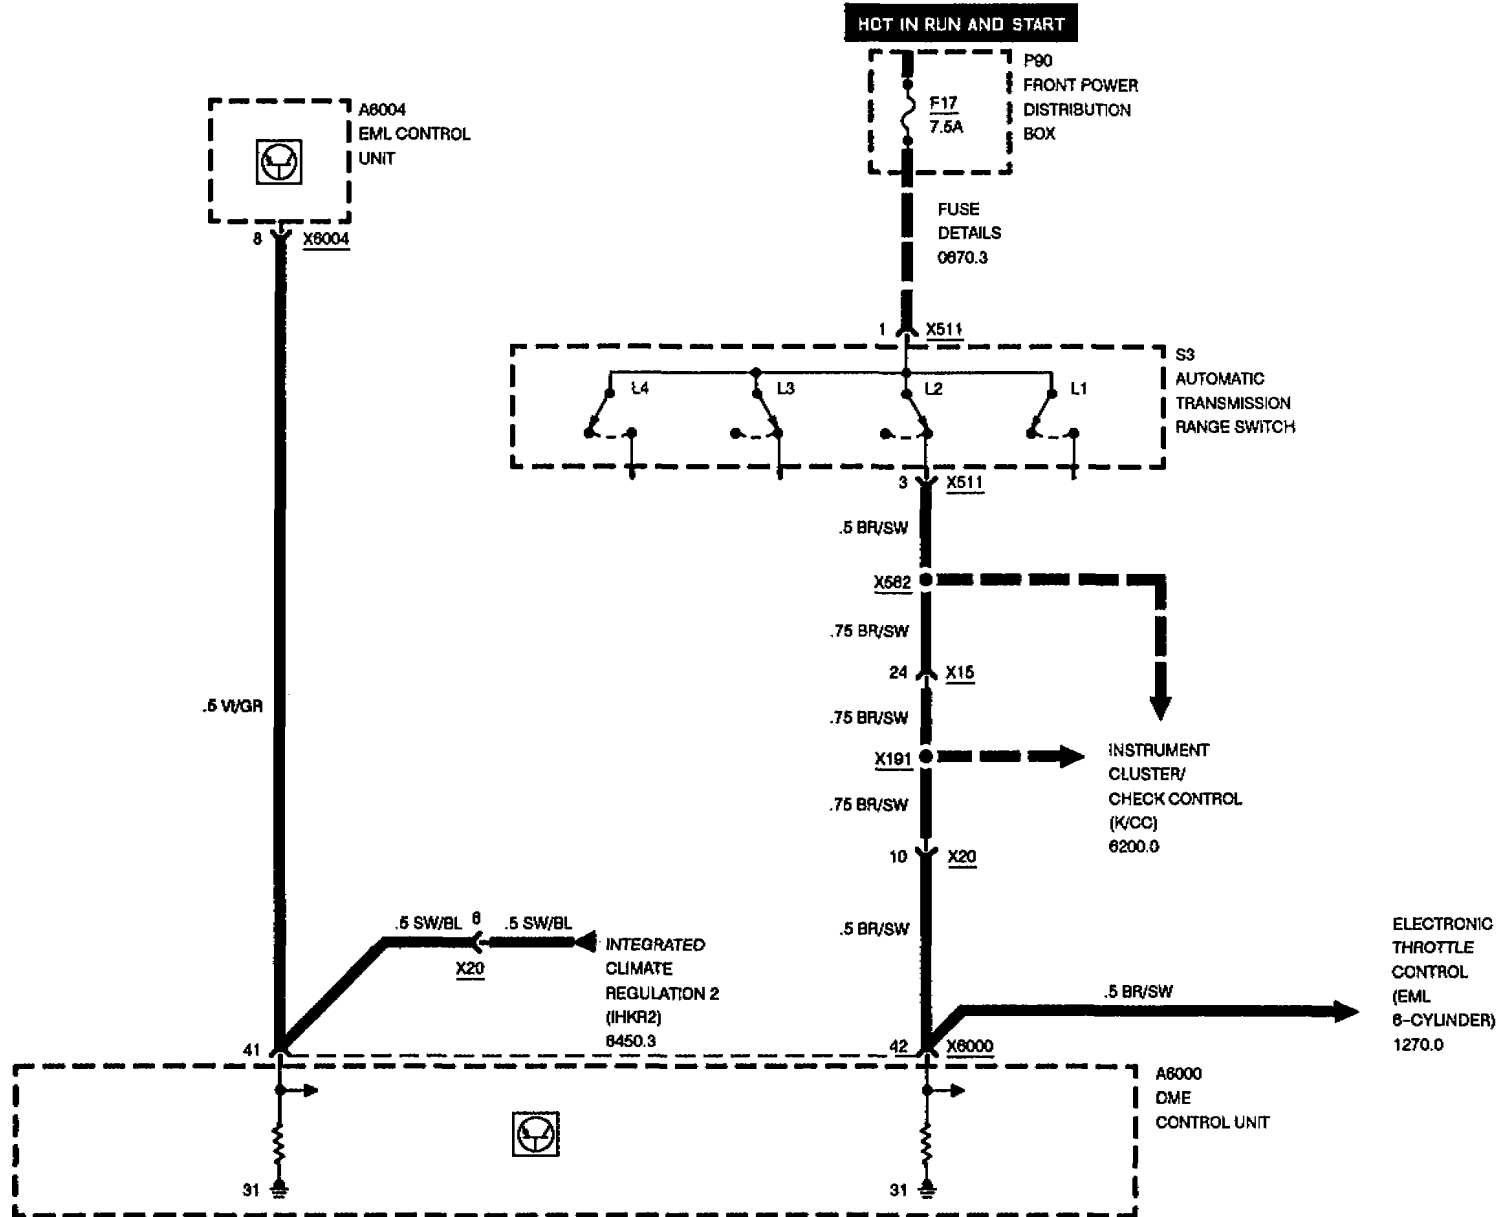 HOT IN RUN AND START
P90
FRONT POWER
DISTRIBUTION
BOX
F17
7.5A
A6004
EML CONTROL
UNIT
8 X6004
FUSE
DETAILS
0670.3
1 X511
S3
AUTOMATIC
TRANSMISSION
RANGE SWITCH
L4 L3 L2 L1
3 X511
.5 BR/SW
X562
.75 BR/SW
24 X15
.5 VI/GR
.75 BR/SW
X191
INSTRUMENT
CLUSTER/
CHECK CONTROL
(K/CC)
6200.0
.75 BR/SW
10 X20
.5 SW/BL 6 .5 SW/BL
X20
INTEGRATED
CLIMATE
REGULATION 2
(IHKR2)
6450.3
.5 BR/SW
ELECTRONIC
THROTTLE
CONTROL
(EML
6-CYLINDER)
1270.0
.5 BR/SW
41
42 X6000
A6000
DME
CONTROL UNIT
31
31